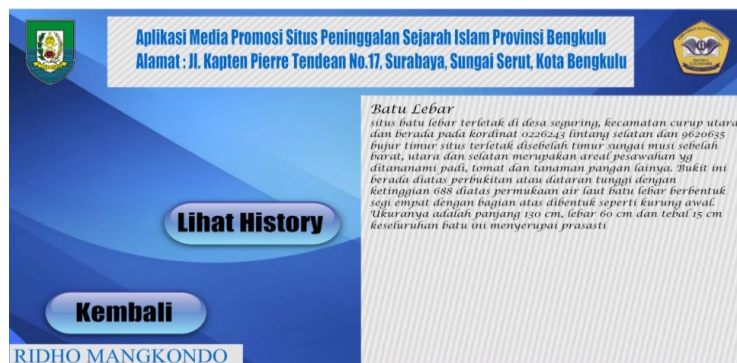 Aplikasi Media Promosi Situs Peninggalan Sejarah Islam Provinsi Bengkulu
Alamat : Jl. Kapten Pierre Tendean No.17, Surabaya, Sungai Serut, Kota Bengkulu
Batu Lebar
situs batu lebar terletak di desa seguring, kecamatan curup utara
dan berada pada kordinat 0226243 lintang selatan dan 9620635
bujur timur situs terletak disebelah timur sungai musi sebelah
barat, utara dan selatan merupakan areal pesawahan yg
ditananami padi, tomat dan tanaman pangan lainya. Bukit ini
berada diatas perbukitan atau dataran tunggi dengan
ketinggian 688 diatas permukaan air laut batu lebar berbentuk
segi empat dengan bagian atas dibentuk seperti kurung awal.
Ukuranya adalah panjang 130 cm, lebar 60 cm dan tebal 15 cm
keseluruhan batu ini menyerupai prasasti
Lihat History
Kembali
RIDHO MANGKONDO